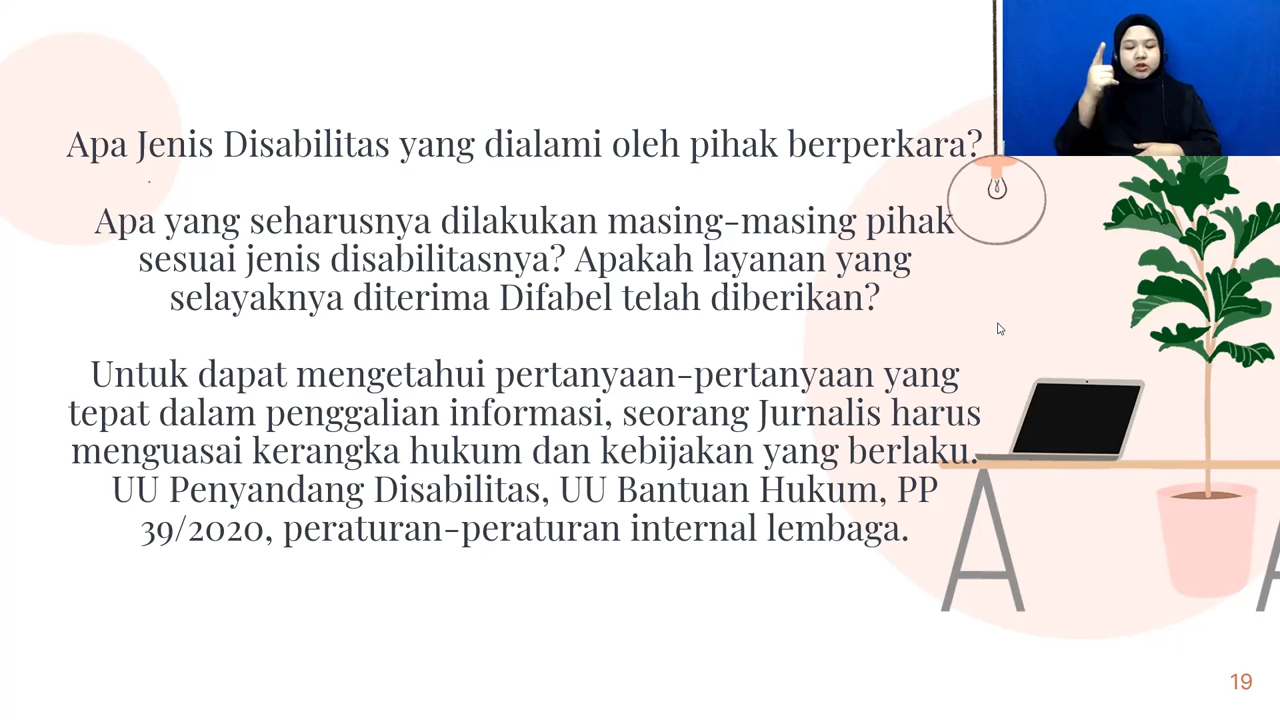 Apa Jenis Disabilitas yang dialami oleh pihak berperkara?
Apa yang seharusnya dilakukan masing-masing pihak
sesuai jenis disabilitasnya? Apakah layanan yang
selayaknya diterima Difabel telah diberikan?
Untuk dapat mengetahui pertanyaan-pertanyaan yang
tepat dalam penggalian informasi, seorang Jurnalis harus
menguasai kerangka hukum dan kebijakan yang berlaku.
UU Penyandang Disabilitas, UU Bantuan Hukum, PP
39/2020, peraturan-peraturan internal lembaga.
19